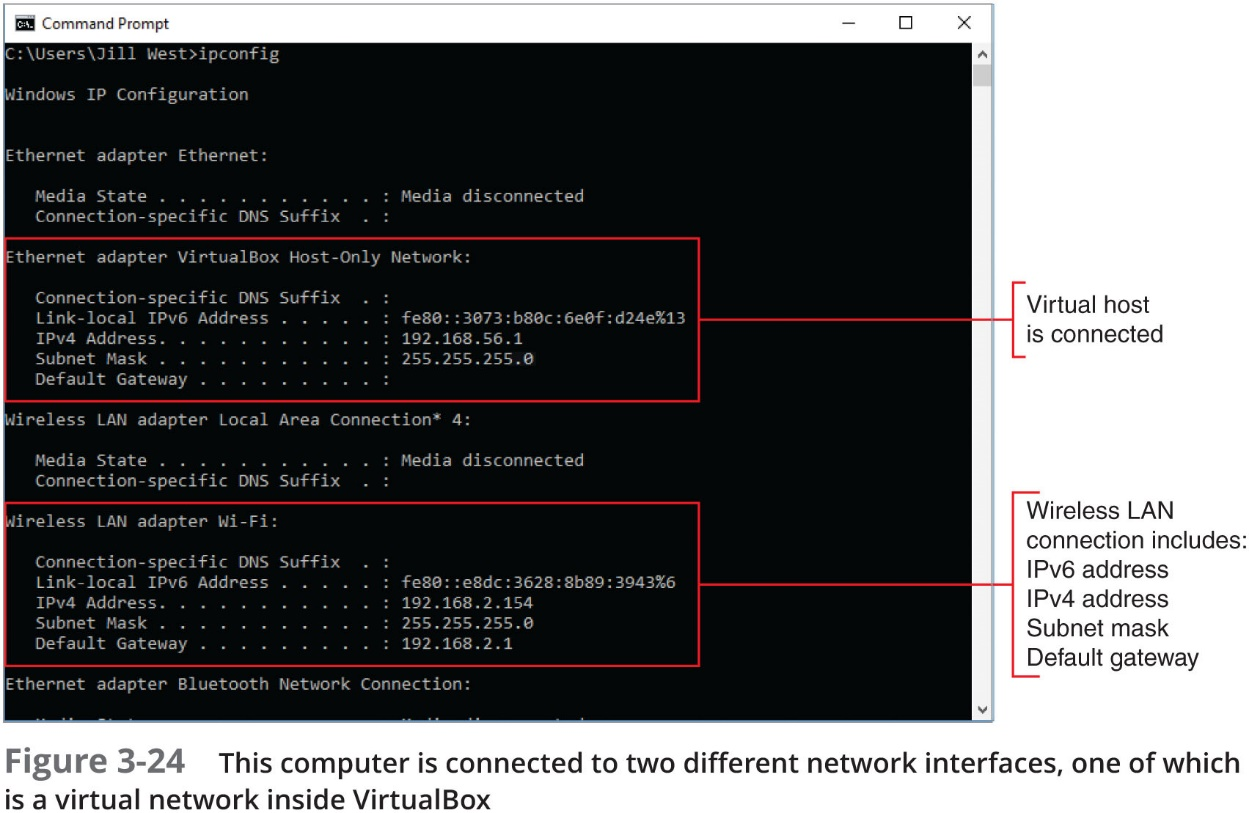 Command Prompt
C:\Users\Jill West>ipconfig
Windows IP Configuration
Ethernet adapter Ethernet:
Media State . . . . . . . . . . . : Media disconnected
Connection-specific DNS Suffix  . :
Ethernet adapter VirtualBox Host-Only Network:
Connection-specific DNS Suffix  . :
Link-local IPv6 Address . . . . . : fe80::3073:b80c:6e0f:d24e%13
IPv4 Address. . . . . . . . . . . : 192.168.56.1
Subnet Mask . . . . . . . . . . . : 255.255.255.0
Default Gateway . . . . . . . . . :
Virtual host
is connected
Wireless LAN adapter Local Area Connection* 4:
Media State . . . . . . . . . . . : Media disconnected
Connection-specific DNS Suffix  . :
Wireless LAN adapter Wi-Fi:
Connection-specific DNS Suffix  . :
Link-local IPv6 Address . . . . . : fe80::e8dc:3628:8b89:3943%6
IPv4 Address. . . . . . . . . . . : 192.168.2.154
Subnet Mask . . . . . . . . . . . : 255.255.255.0
Default Gateway . . . . . . . . . : 192.168.2.1
Wireless LAN
connection includes:
IPv6 address
IPv4 address
Subnet mask
Default gateway
Ethernet adapter Bluetooth Network Connection:
Figure 3-24 This computer is connected to two different network interfaces, one of which
is a virtual network inside VirtualBox